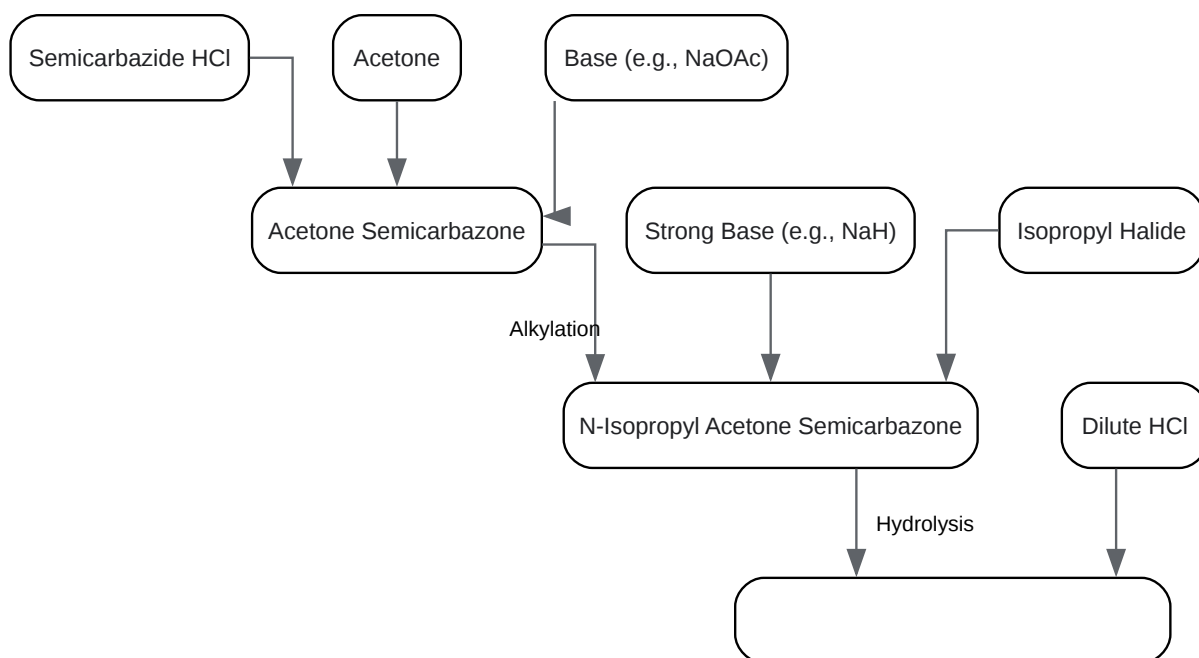 Semicarbazide HCl
Acetone
Base (e.g., NaOAc)
Acetone Semicarbazone
Strong Base (e.g., NaH)
Isopropyl Halide
Alkylation
N-Isopropyl Acetone Semicarbazone
Dilute HCl
Hydrolysis